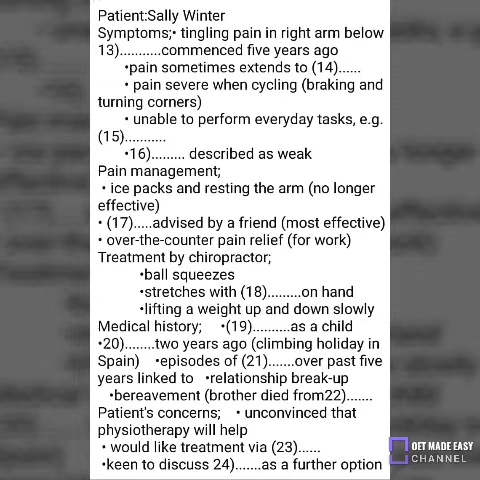 Patient:Sally Winter
Symptoms;• tingling pain in right arm below
13)..........commenced five years ago
•pain sometimes extends to (14)......
• pain severe when cycling (braking and
turning corners)
• unable to perform everyday tasks, e.g.
(15)...........
•16)......... described as weak
Pain management;
• ice packs and resting the arm (no longer
effective)
• (17).....advised by a friend (most effective)
• over-the-counter pain relief (for work)
Treatment by chiropractor;
•ball squeezes
•stretches with (18).........on hand
•lifting a weight up and down slowly
Medical history; •(19)..........as a child
•20)........two years ago (climbing holiday in
Spain) •episodes of (21).......over past five
years linked to •relationship break-up
•bereavement (brother died from22).......
Patient's concerns; • unconvinced that
physiotherapy will help
• would like treatment via (23)......
•keen to discuss 24).......as a further option
OET MADE EASY
CHANNEL